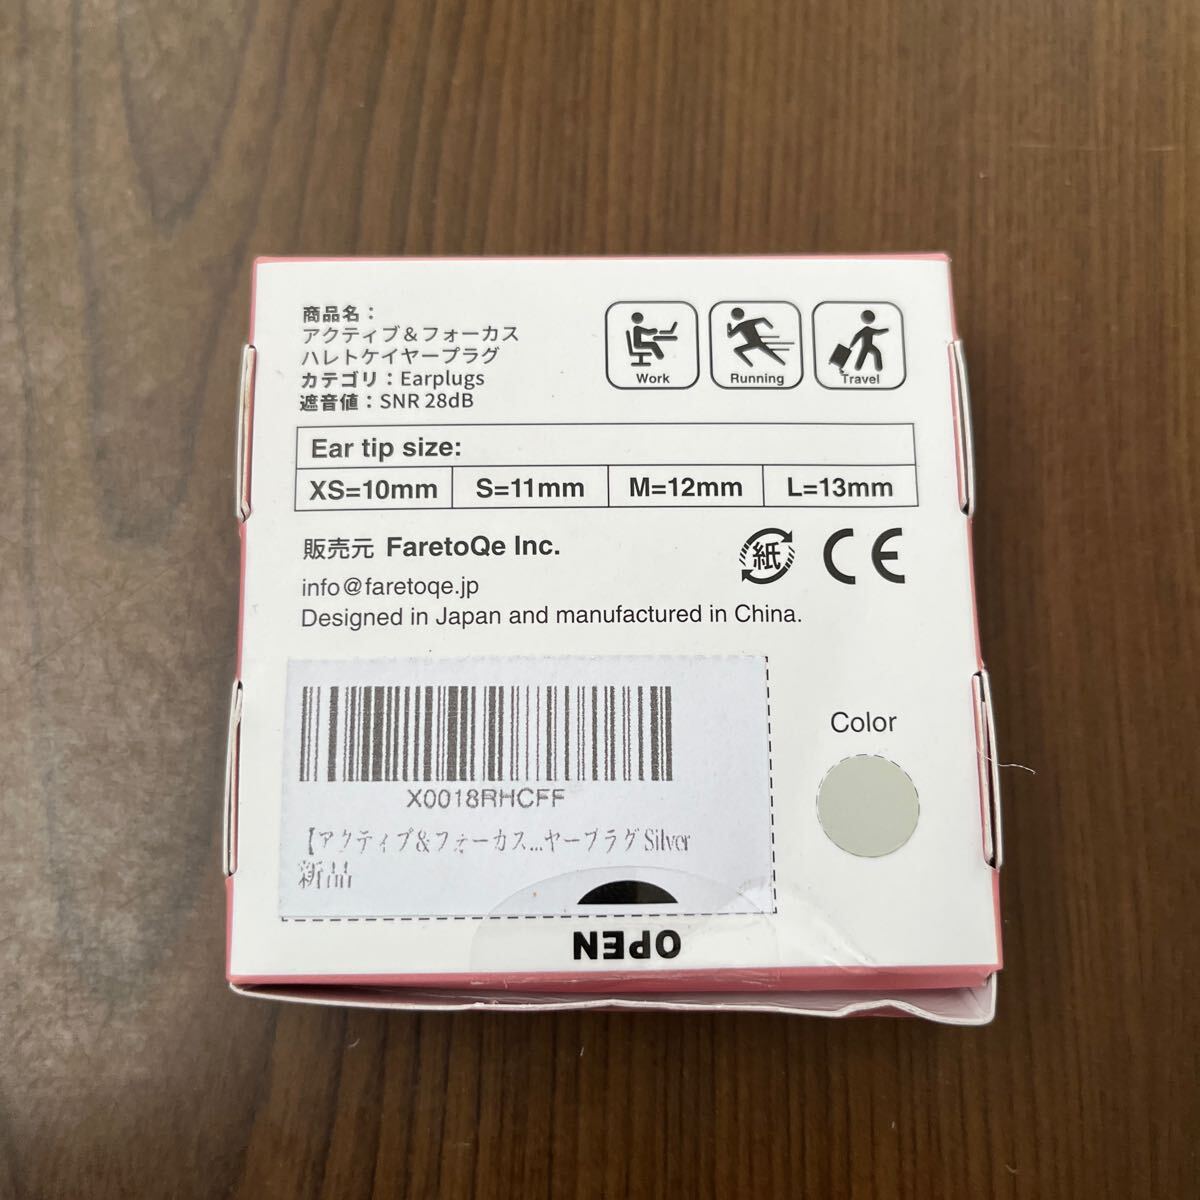 商品名：
アクティブ&フォーカス
ハレトケイヤープラグ
カテゴリ：Earplugs
遮音値：SNR 28dB
Work
Running
Travel
Ear tip size:
XS=10mm S=11mm M=12mm L=13mm
販売元 FaretoQe Inc.
紙
CE
info@faretoqe.jp
Designed in Japan and manufactured in China.
Color
X0018RHCFF
【アクティブ&フォーカス...ヤープラグ Silver
新品
OPEN